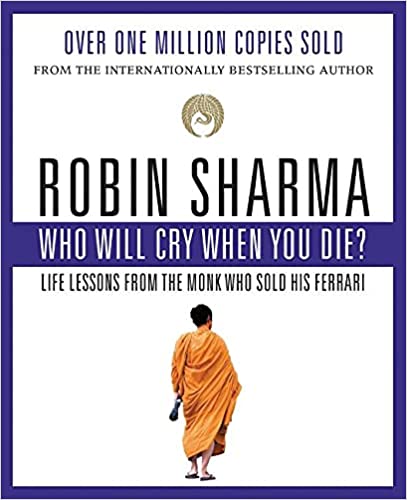 OVER ONE MILLION COPIES SOLD
FROM THE INTERNATIONALLY BESTSELLING AUTHOR
ROBIN SHARMA
WHO WILL CRY WHEN YOU DIE?
LIFE LESSONS FROM THE MONK WHO SOLD HIS FERRARI